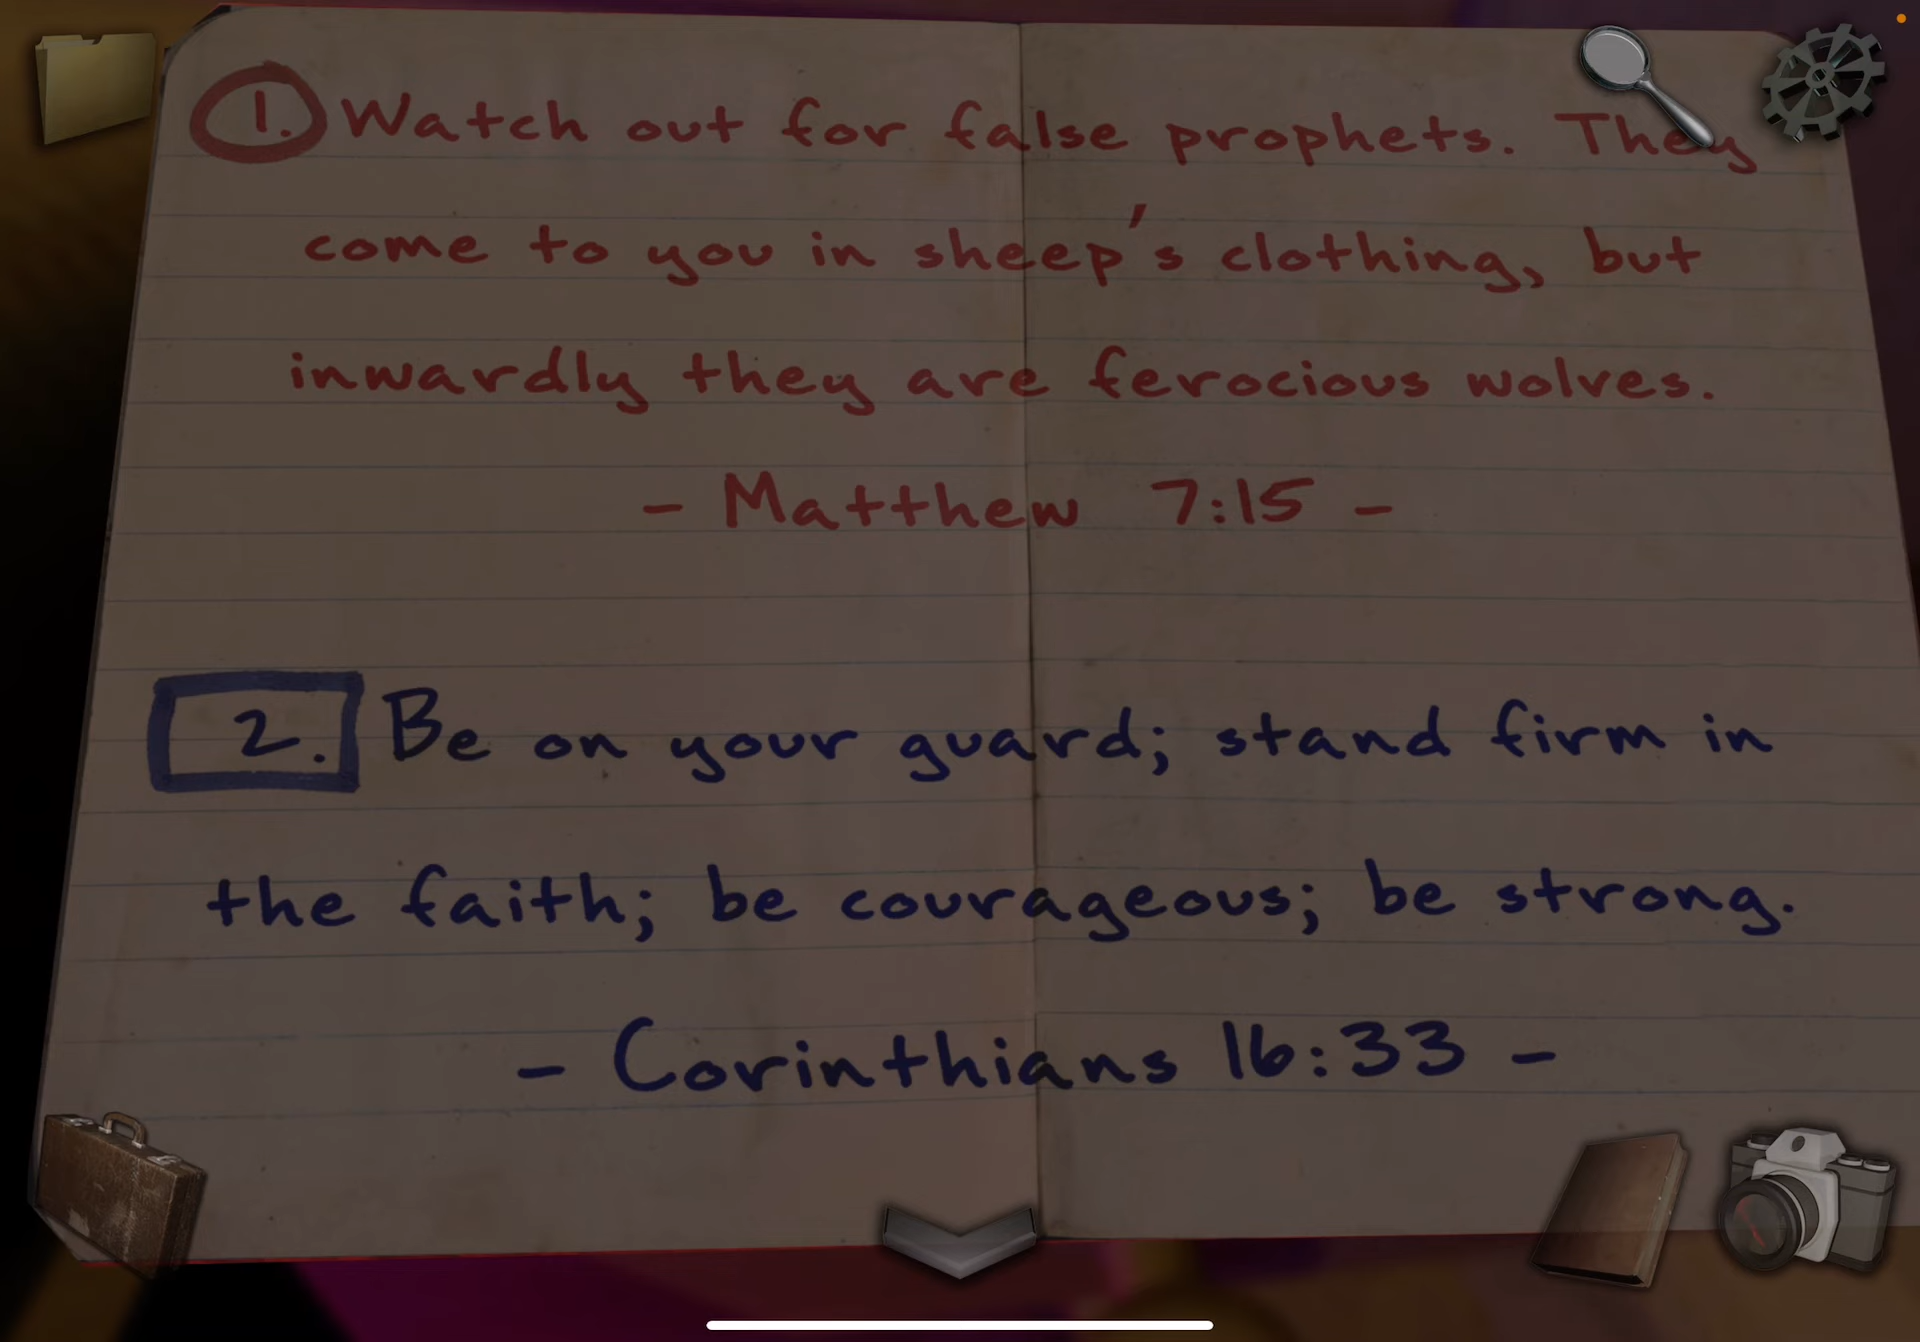 1. Watch out for false prophets. They
come to you in sheep's clothing, but
inwardly they are ferocious wolves.
- Matthew 7:15 -
2. Be on your guard; stand firm in
the faith; be courageous; be strong.
- Corinthians 16:33 -